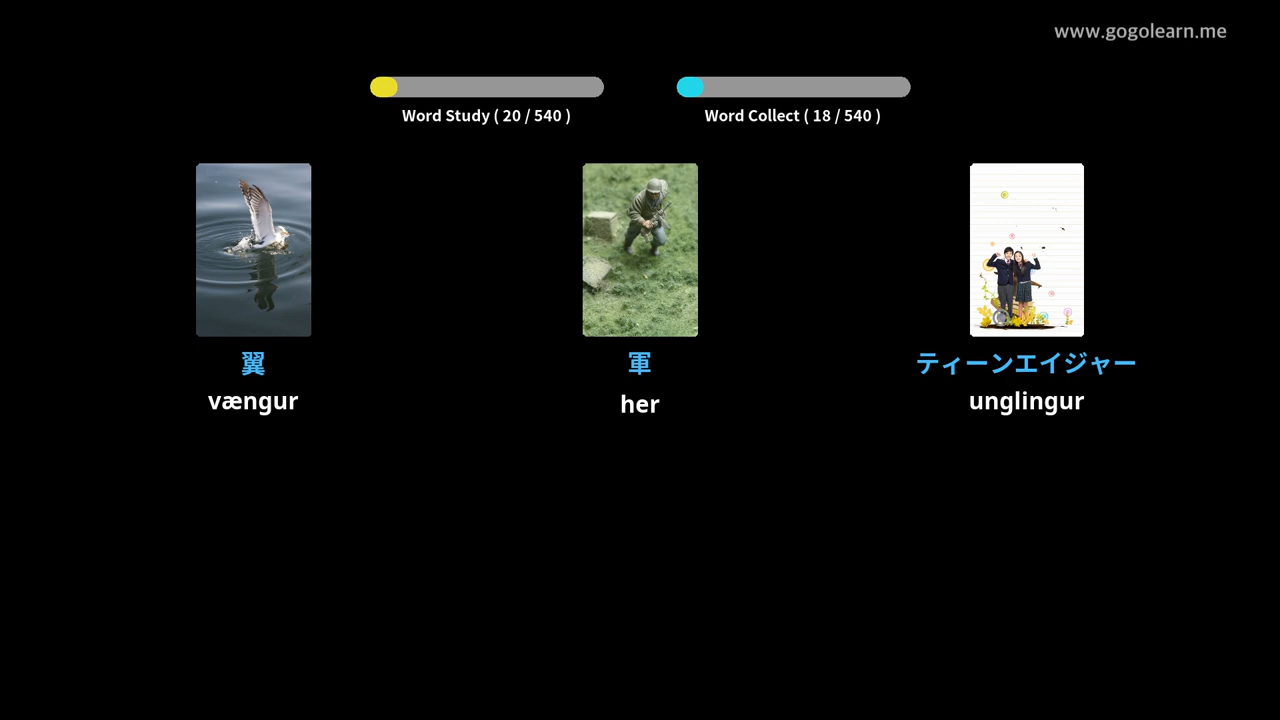 www.gogolearn.me
Word Study ( 20 / 540 )
Word Collect ( 18 / 540 )
翼
vængur
軍
her
ティーンエイジャー
unglingur